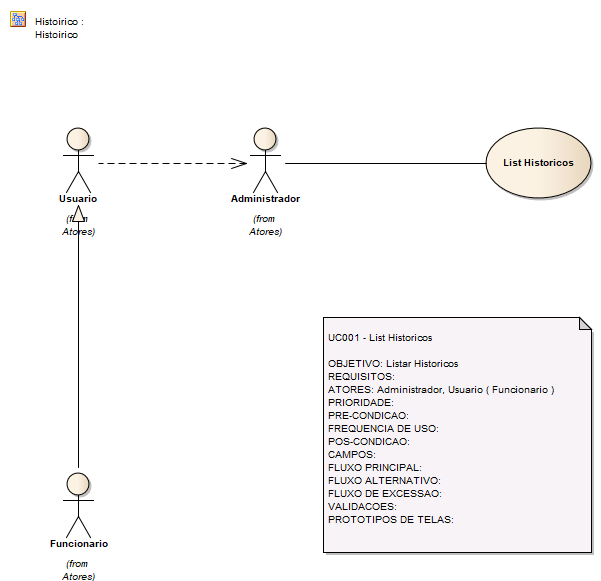 Histoirico :
Histoirico
Usuario
(from
Atores)
Administrador
(from
Atores)
List Historicos
UC001 - List Historicos
OBJETIVO: Listar Historicos
REQUISITOS:
ATORES: Administrador, Usuario ( Funcionario )
PRIORIDADE:
PRE-CONDICAO:
FREQUENCIA DE USO:
POS-CONDICAO:
CAMPOS:
FLUXO PRINCIPAL:
FLUXO ALTERNATIVO:
FLUXO DE EXCESSAO:
VALIDACOES:
PROTOTIPOS DE TELAS:
Funcionario
(from
Atores)